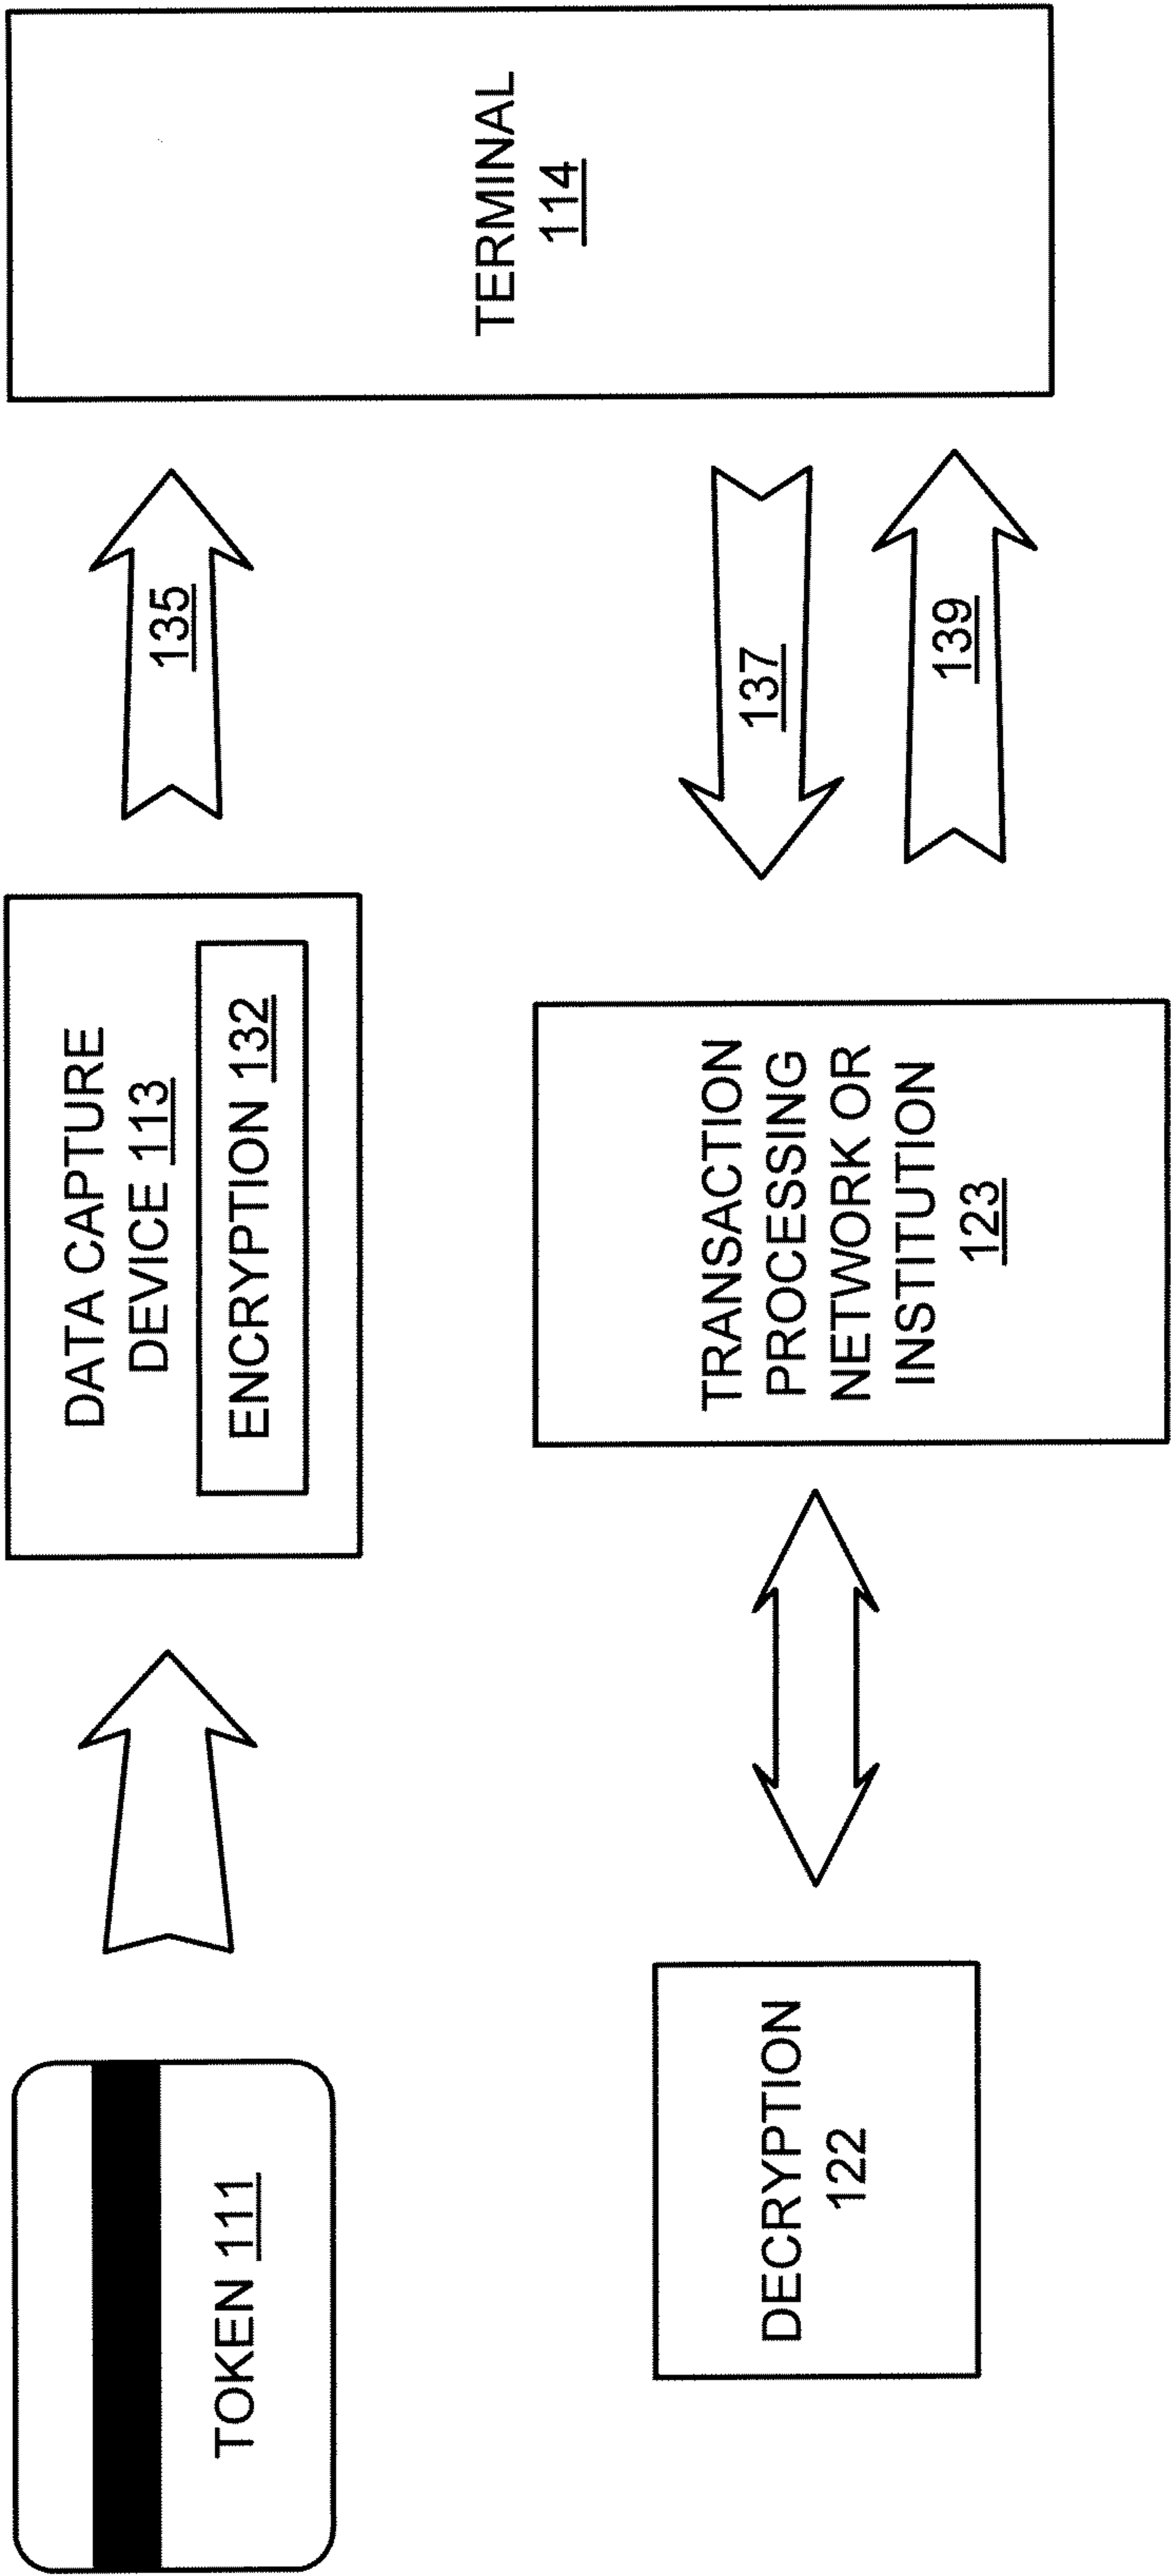 TOKEN 111
DATA CAPTURE
DEVICE 113
ENCRYPTION 132
135
TERMINAL
114
DECRYPTION
122
TRANSACTION
PROCESSING
NETWORK OR
INSTITUTION
123
137
139